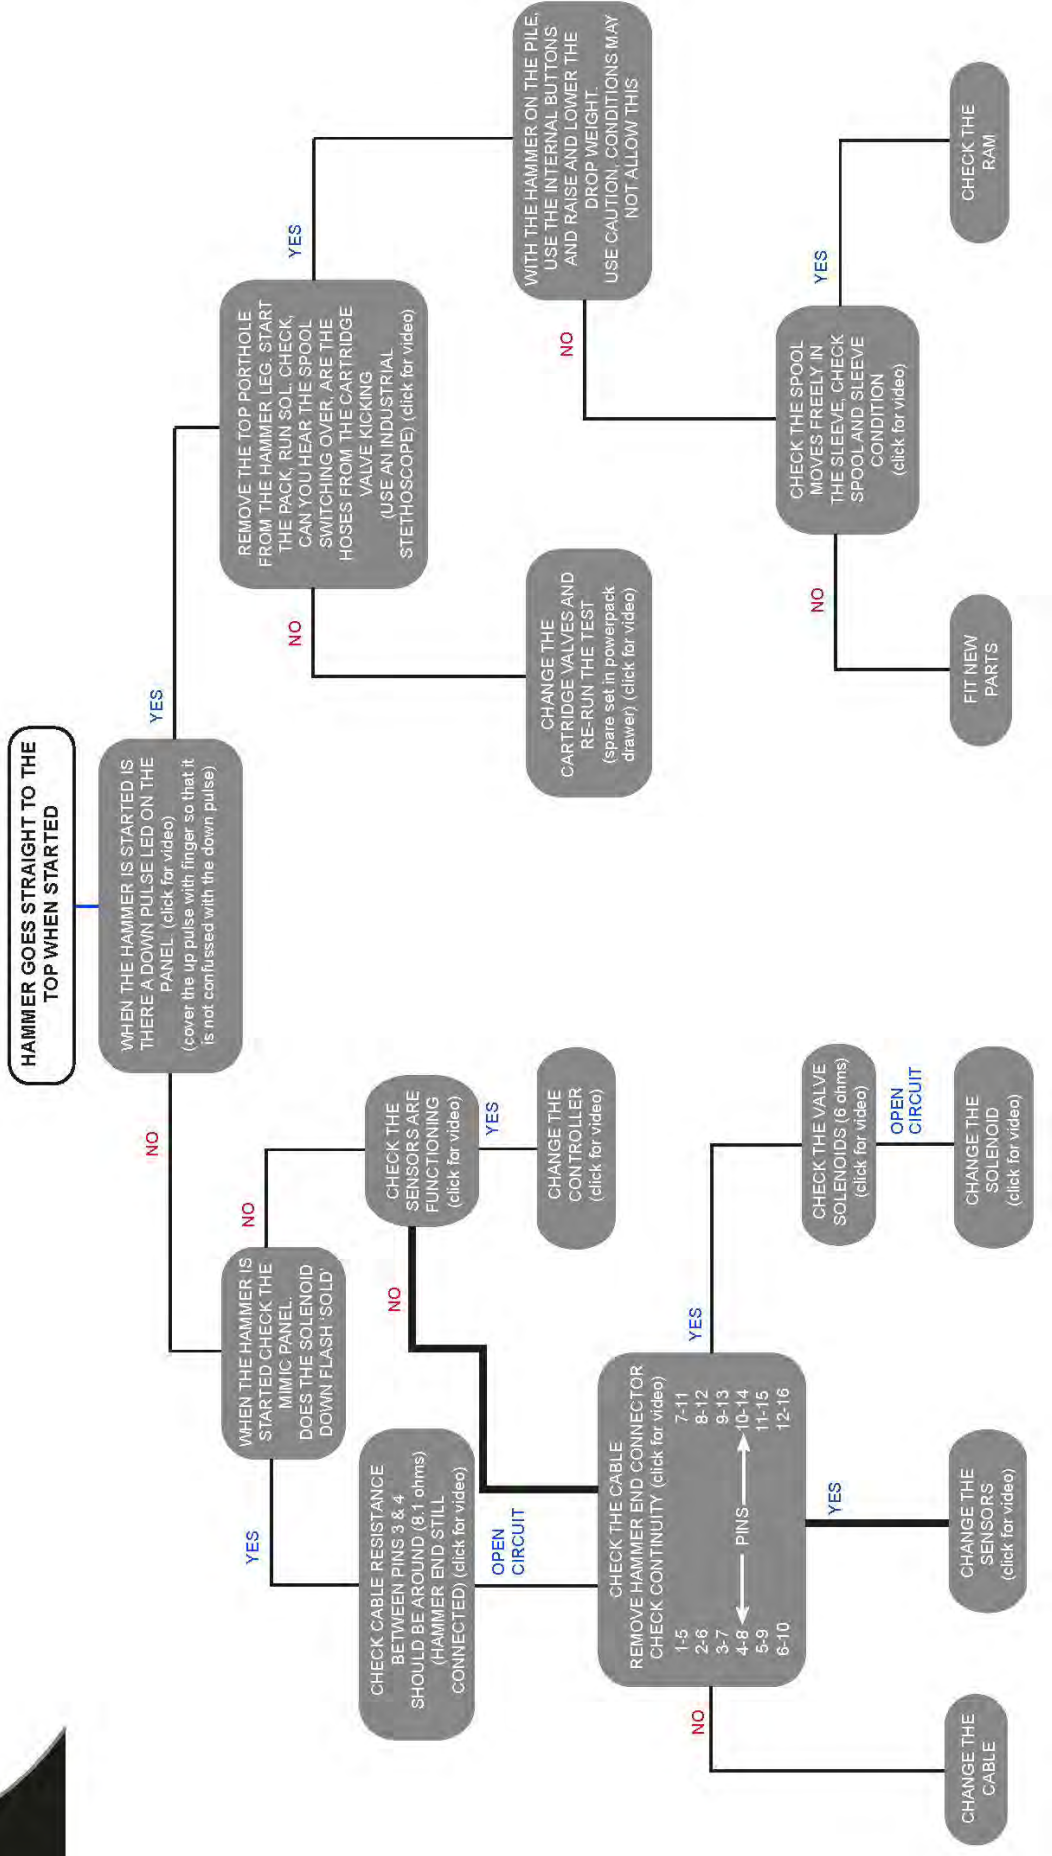 HAMMER GOES STRAIGHT TO THE
TOP WHEN STARTED
WHEN THE HAMMER IS STARTED IS
THERE A DOWN PULSE LED ON THE
PANEL (click for video)
(cover the up pulse with finger so that it
is not confussed with the down pulse)
NO
YES
WHEN THE HAMMER IS
STARTED CHECK THE
MIMIC PANEL.
DOES THE SOLENOID
DOWN FLASH 'SOLD'
REMOVE THE TOP PORTHOLE
FROM THE HAMMER LEG. START
THE PACK, RUN SOL. CHECK,
CAN YOU HEAR THE SPOOL
SWITCHING OVER, ARE THE
HOSES FROM THE CARTRIDGE
VALVE KICKING
(USE AN INDUSTRIAL
STETHOSCOPE) (click for video)
YES
NO
NO
YES
CHECK CABLE RESISTANCE
BETWEEN PINS 3 & 4
SHOULD BE AROUND (8.1 ohms)
(HAMMER END STILL
CONNECTED) (click for video)
CHECK THE
SENSORS ARE
FUNCTIONING
(click for video)
CHANGE THE
CARTRIDGE VALVES AND
RE-RUN THE TEST
(spare set in powerpack
drawer) (click for video)
WITH THE HAMMER ON THE PILE,
USE THE INTERNAL BUTTONS
AND RAISE AND LOWER THE
DROP WEIGHT.
USE CAUTION, CONDITIONS MAY
NOT ALLOW THIS
OPEN
CIRCUIT
NO
YES
NO
CHANGE THE
CONTROLLER
(click for video)
CHECK THE CABLE
REMOVE HAMMER END CONNECTOR
CHECK CONTINUITY (click for video)
1-5 7-11
2-6 8-12
3-7 9-13
4-8 PINS 10-14
5-9 11-15
6-10 12-16
CHECK THE SPOOL
MOVES FREELY IN
THE SLEEVE, CHECK
SPOOL AND SLEEVE
CONDITION
(click for video)
NO
YES
YES
NO
YES
CHECK THE VALVE
SOLENOIDS (6 ohms)
(click for video)
OPEN
CIRCUIT
CHANGE THE
CABLE
CHANGE THE
SENSORS
(click for video)
CHANGE THE
SOLENOID
(click for video)
FIT NEW
PARTS
CHECK THE
RAM